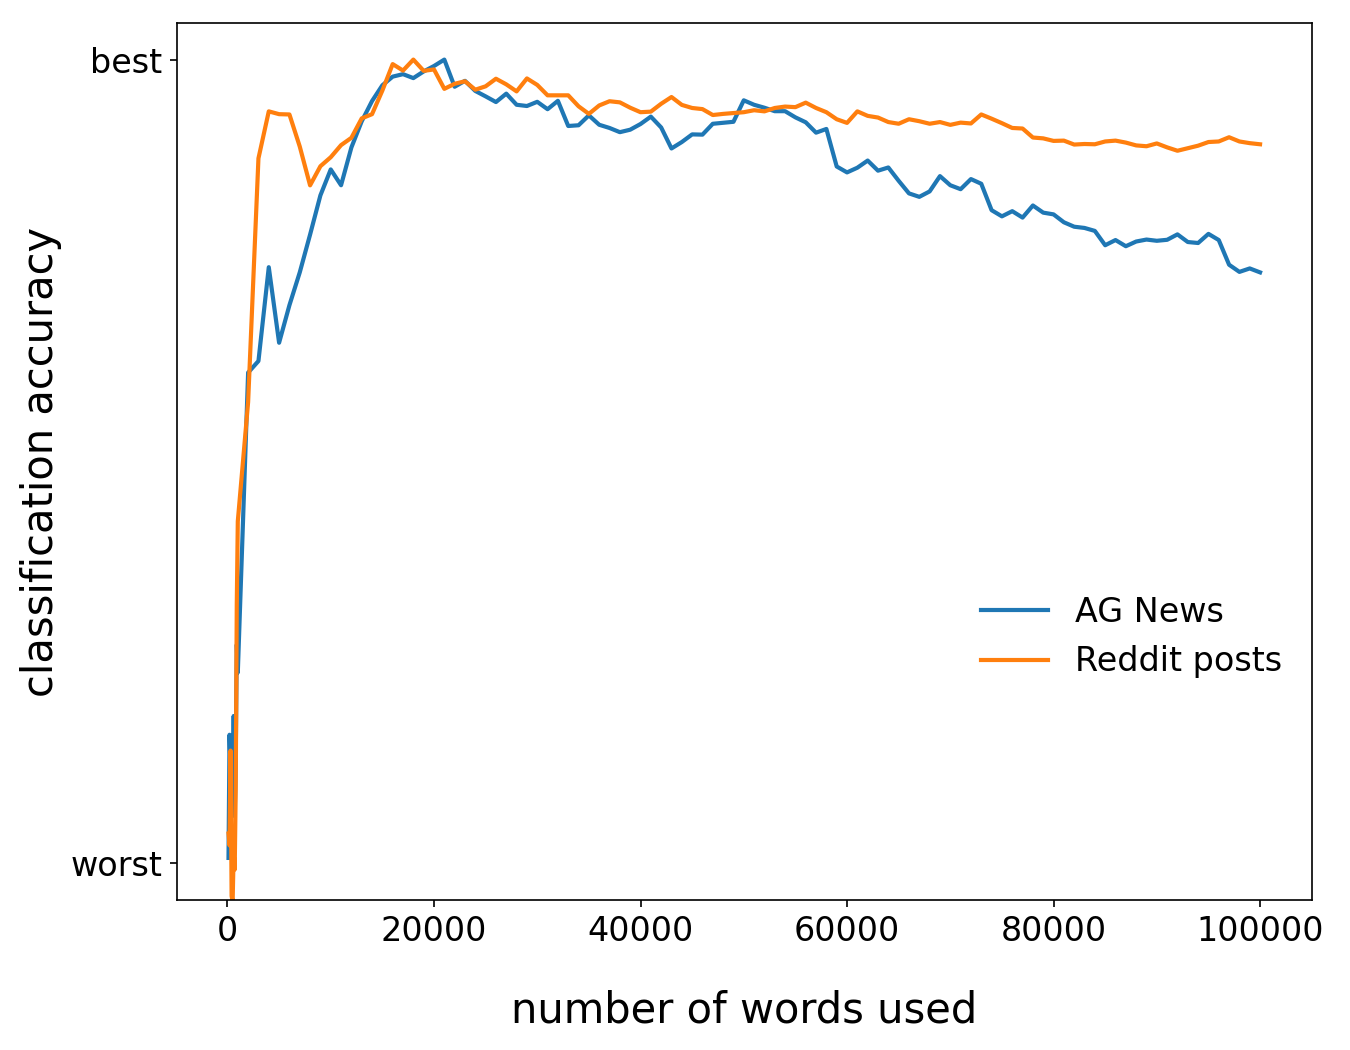 best
worst
classification accuracy
AG News
Reddit posts
0 20000 40000 60000 80000 100000
number of words used